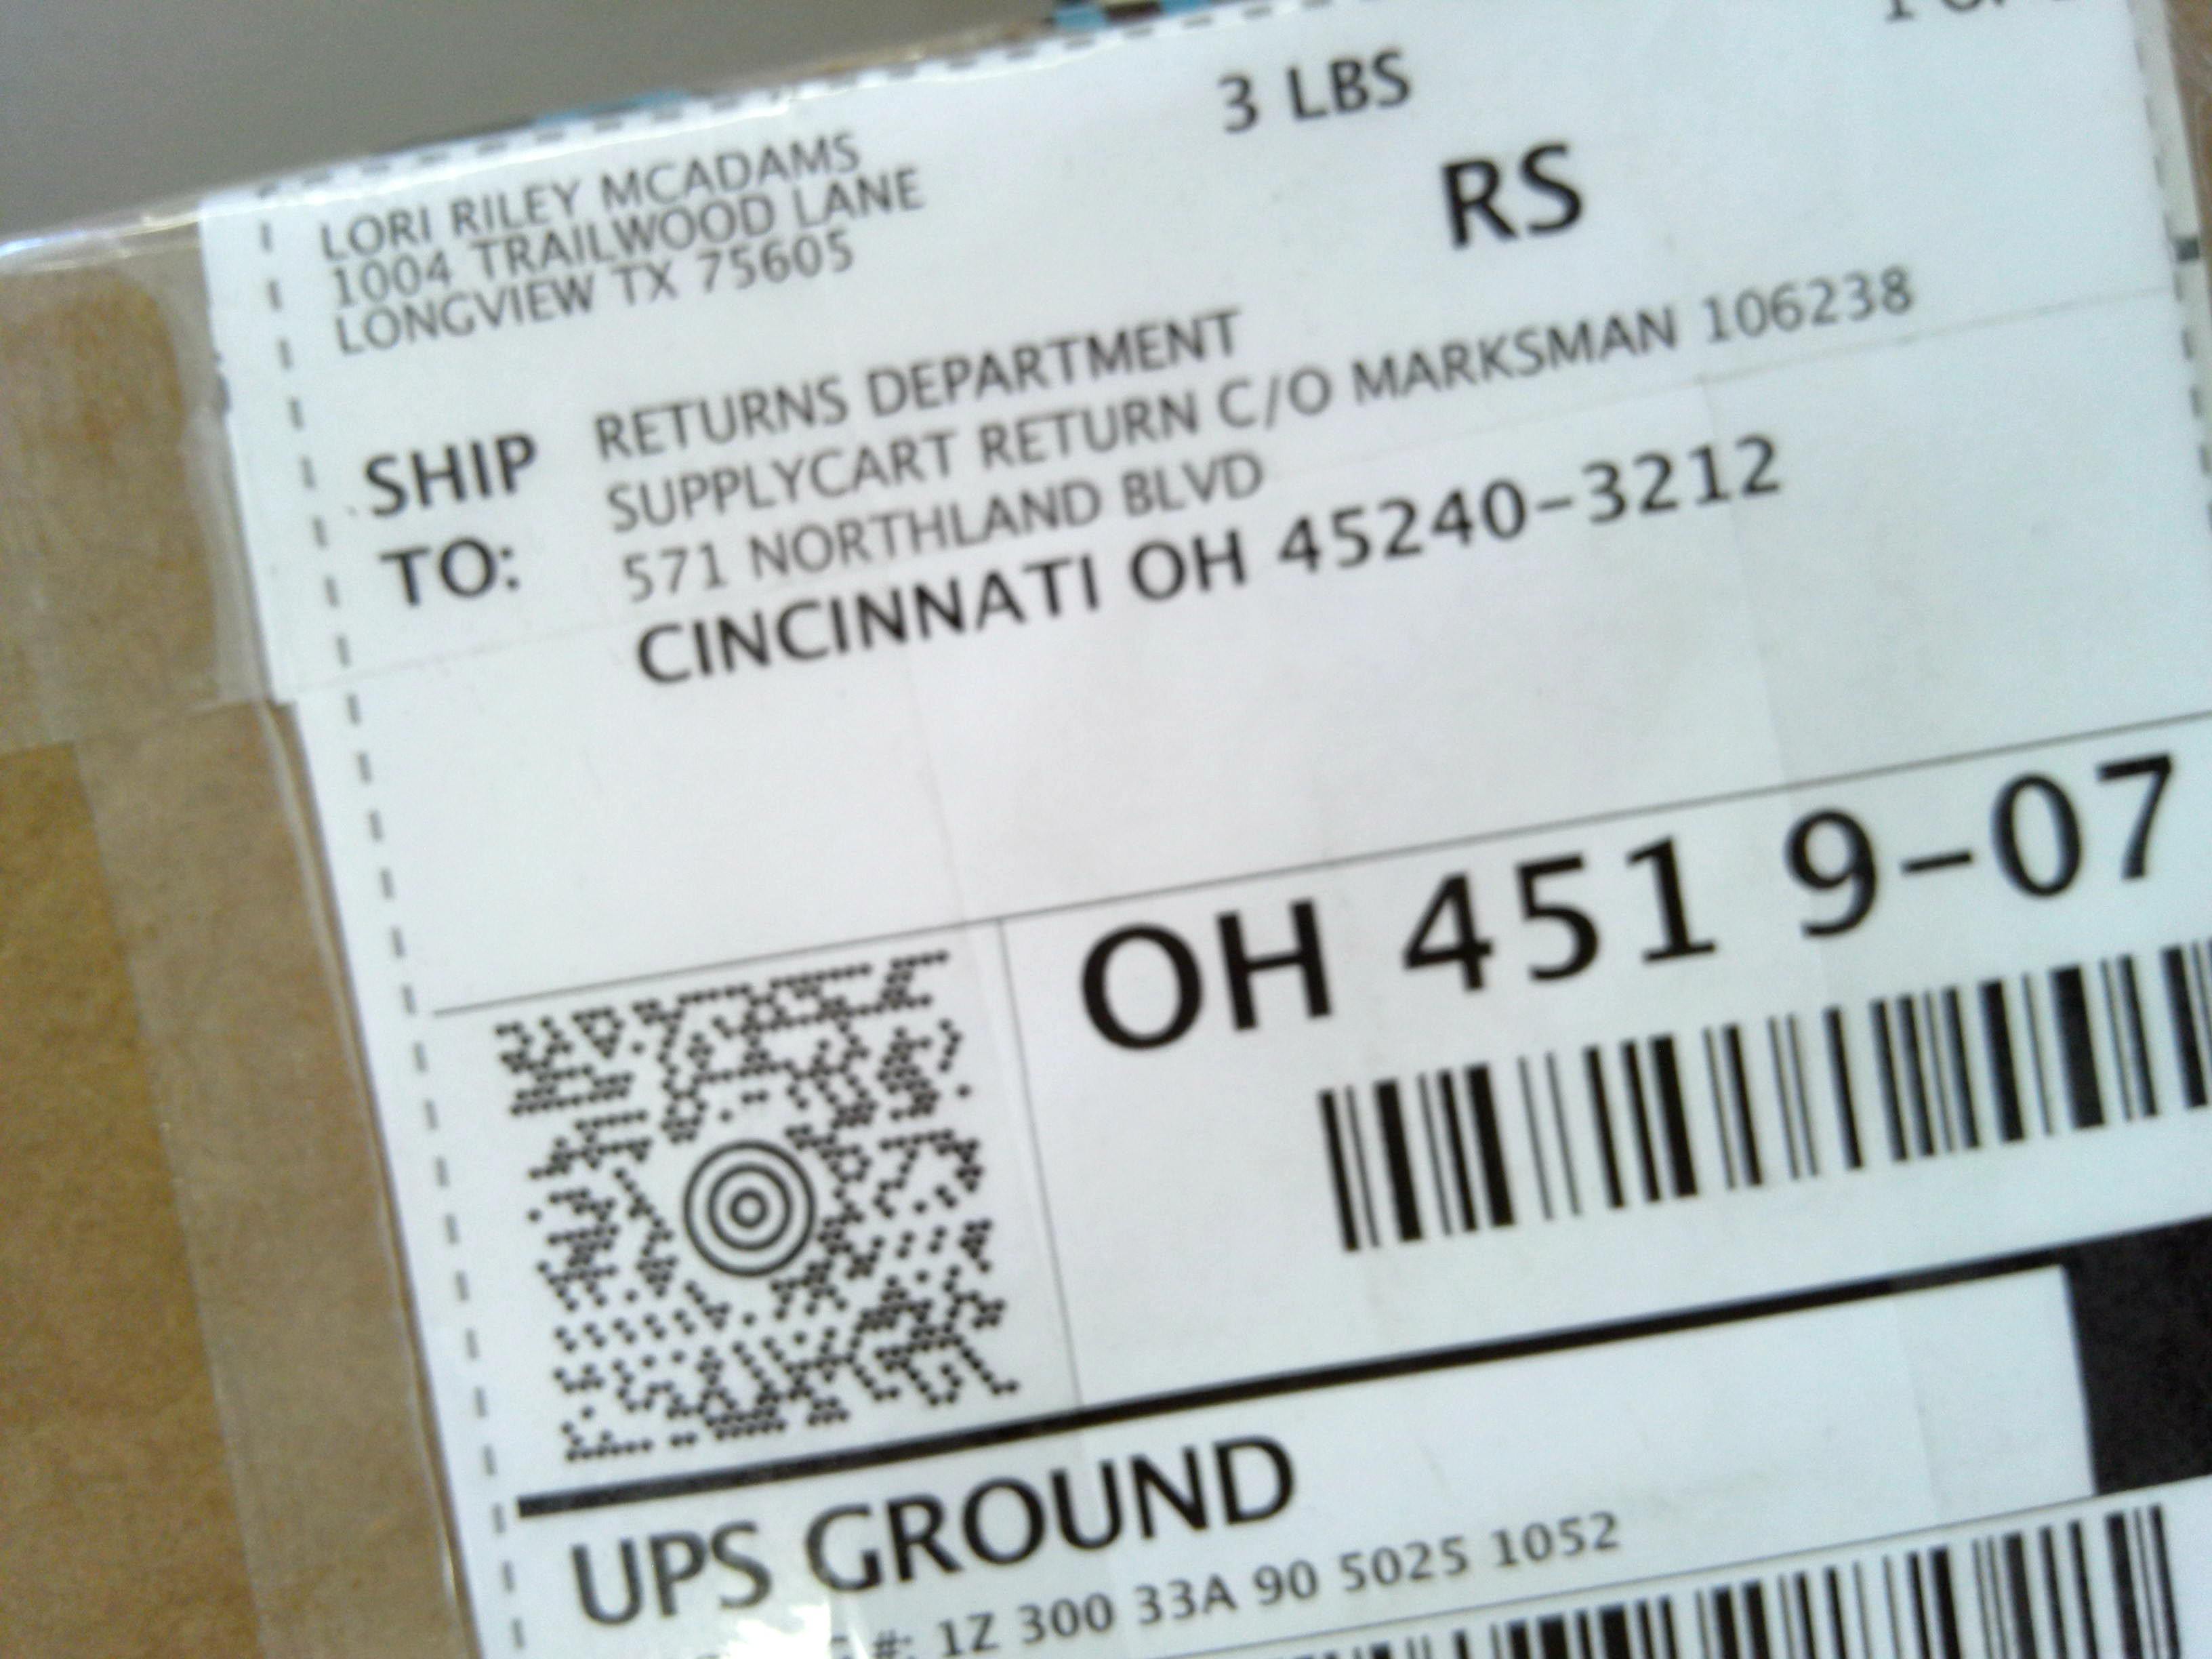 3 LBS
RS
LORI RILEY MCADAMS
1004 TRAILWOOD LANE
LONGVIEW TX 75605
SHIP
TO:
RETURNS DEPARTMENT
SUPPLYCART RETURN C/O MARKSMAN 106238
571 NORTHLAND BLVD
CINCINNATI OH 45240-3212
OH 451 9-07
UPS GROUND
#: 1Z 300 33A 90 5025 1052